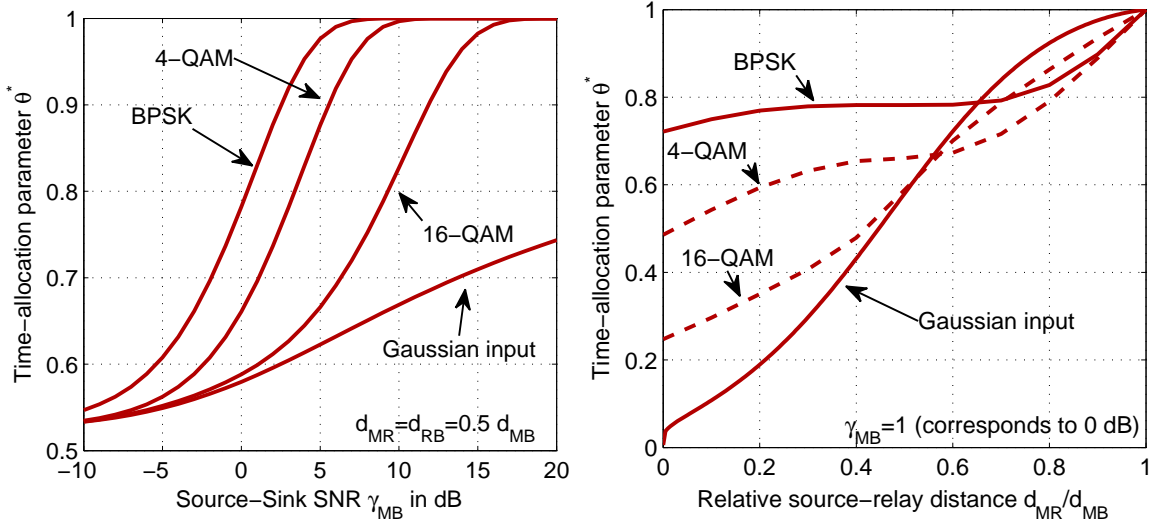 Time−allocation parameter θ*
1
0.9
0.8
0.7
0.6
0.5
−10 −5 0 5 10 15 20
Source−Sink SNR γ_MB in dB
4−QAM
BPSK
16−QAM
Gaussian input
d_MR=d_RB=0.5 d_MB
Time−allocation parameter θ*
1
0.8
0.6
0.4
0.2
0
0 0.2 0.4 0.6 0.8 1
Relative source−relay distance d_MR/d_MB
BPSK
4−QAM
16−QAM
Gaussian input
γ_MB=1 (corresponds to 0 dB)